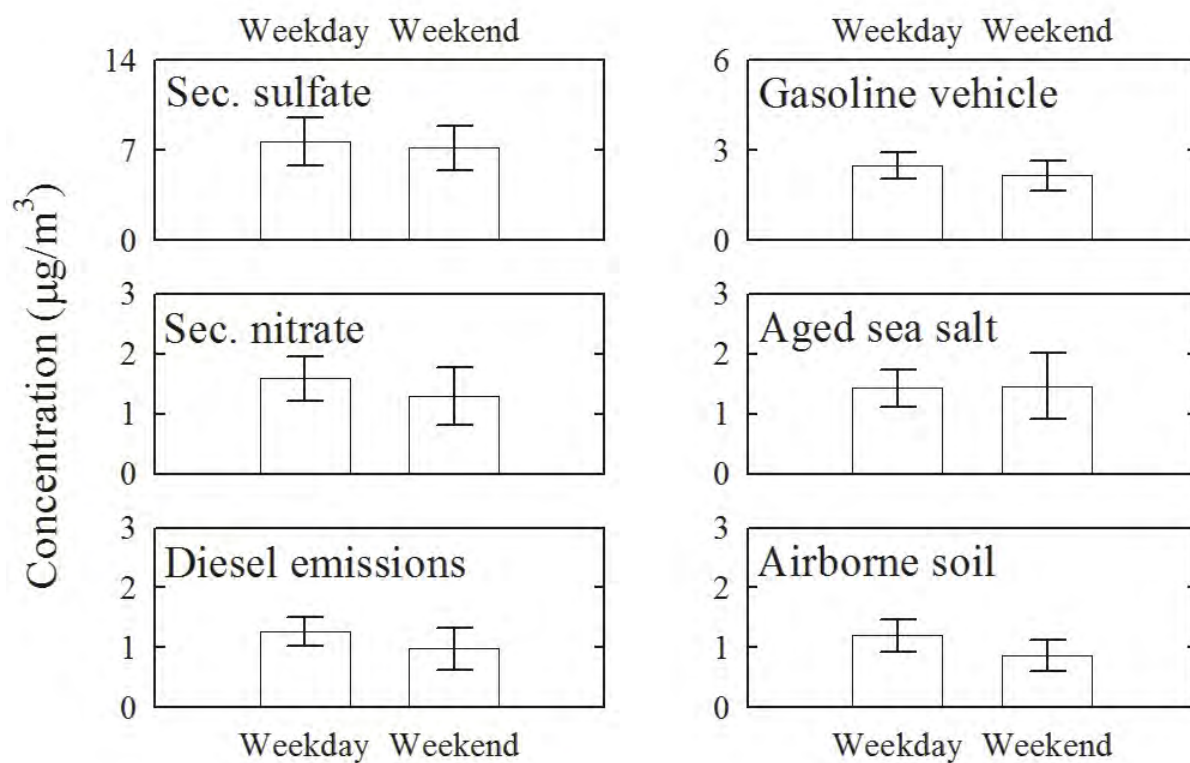 Weekday Weekend
Weekday Weekend
Concentration (µg/m³)
14
7
0
Sec. sulfate
6
3
0
Gasoline vehicle
3
2
1
0
Sec. nitrate
3
2
1
0
Aged sea salt
3
2
1
0
Diesel emissions
3
2
1
0
Airborne soil
Weekday Weekend
Weekday Weekend